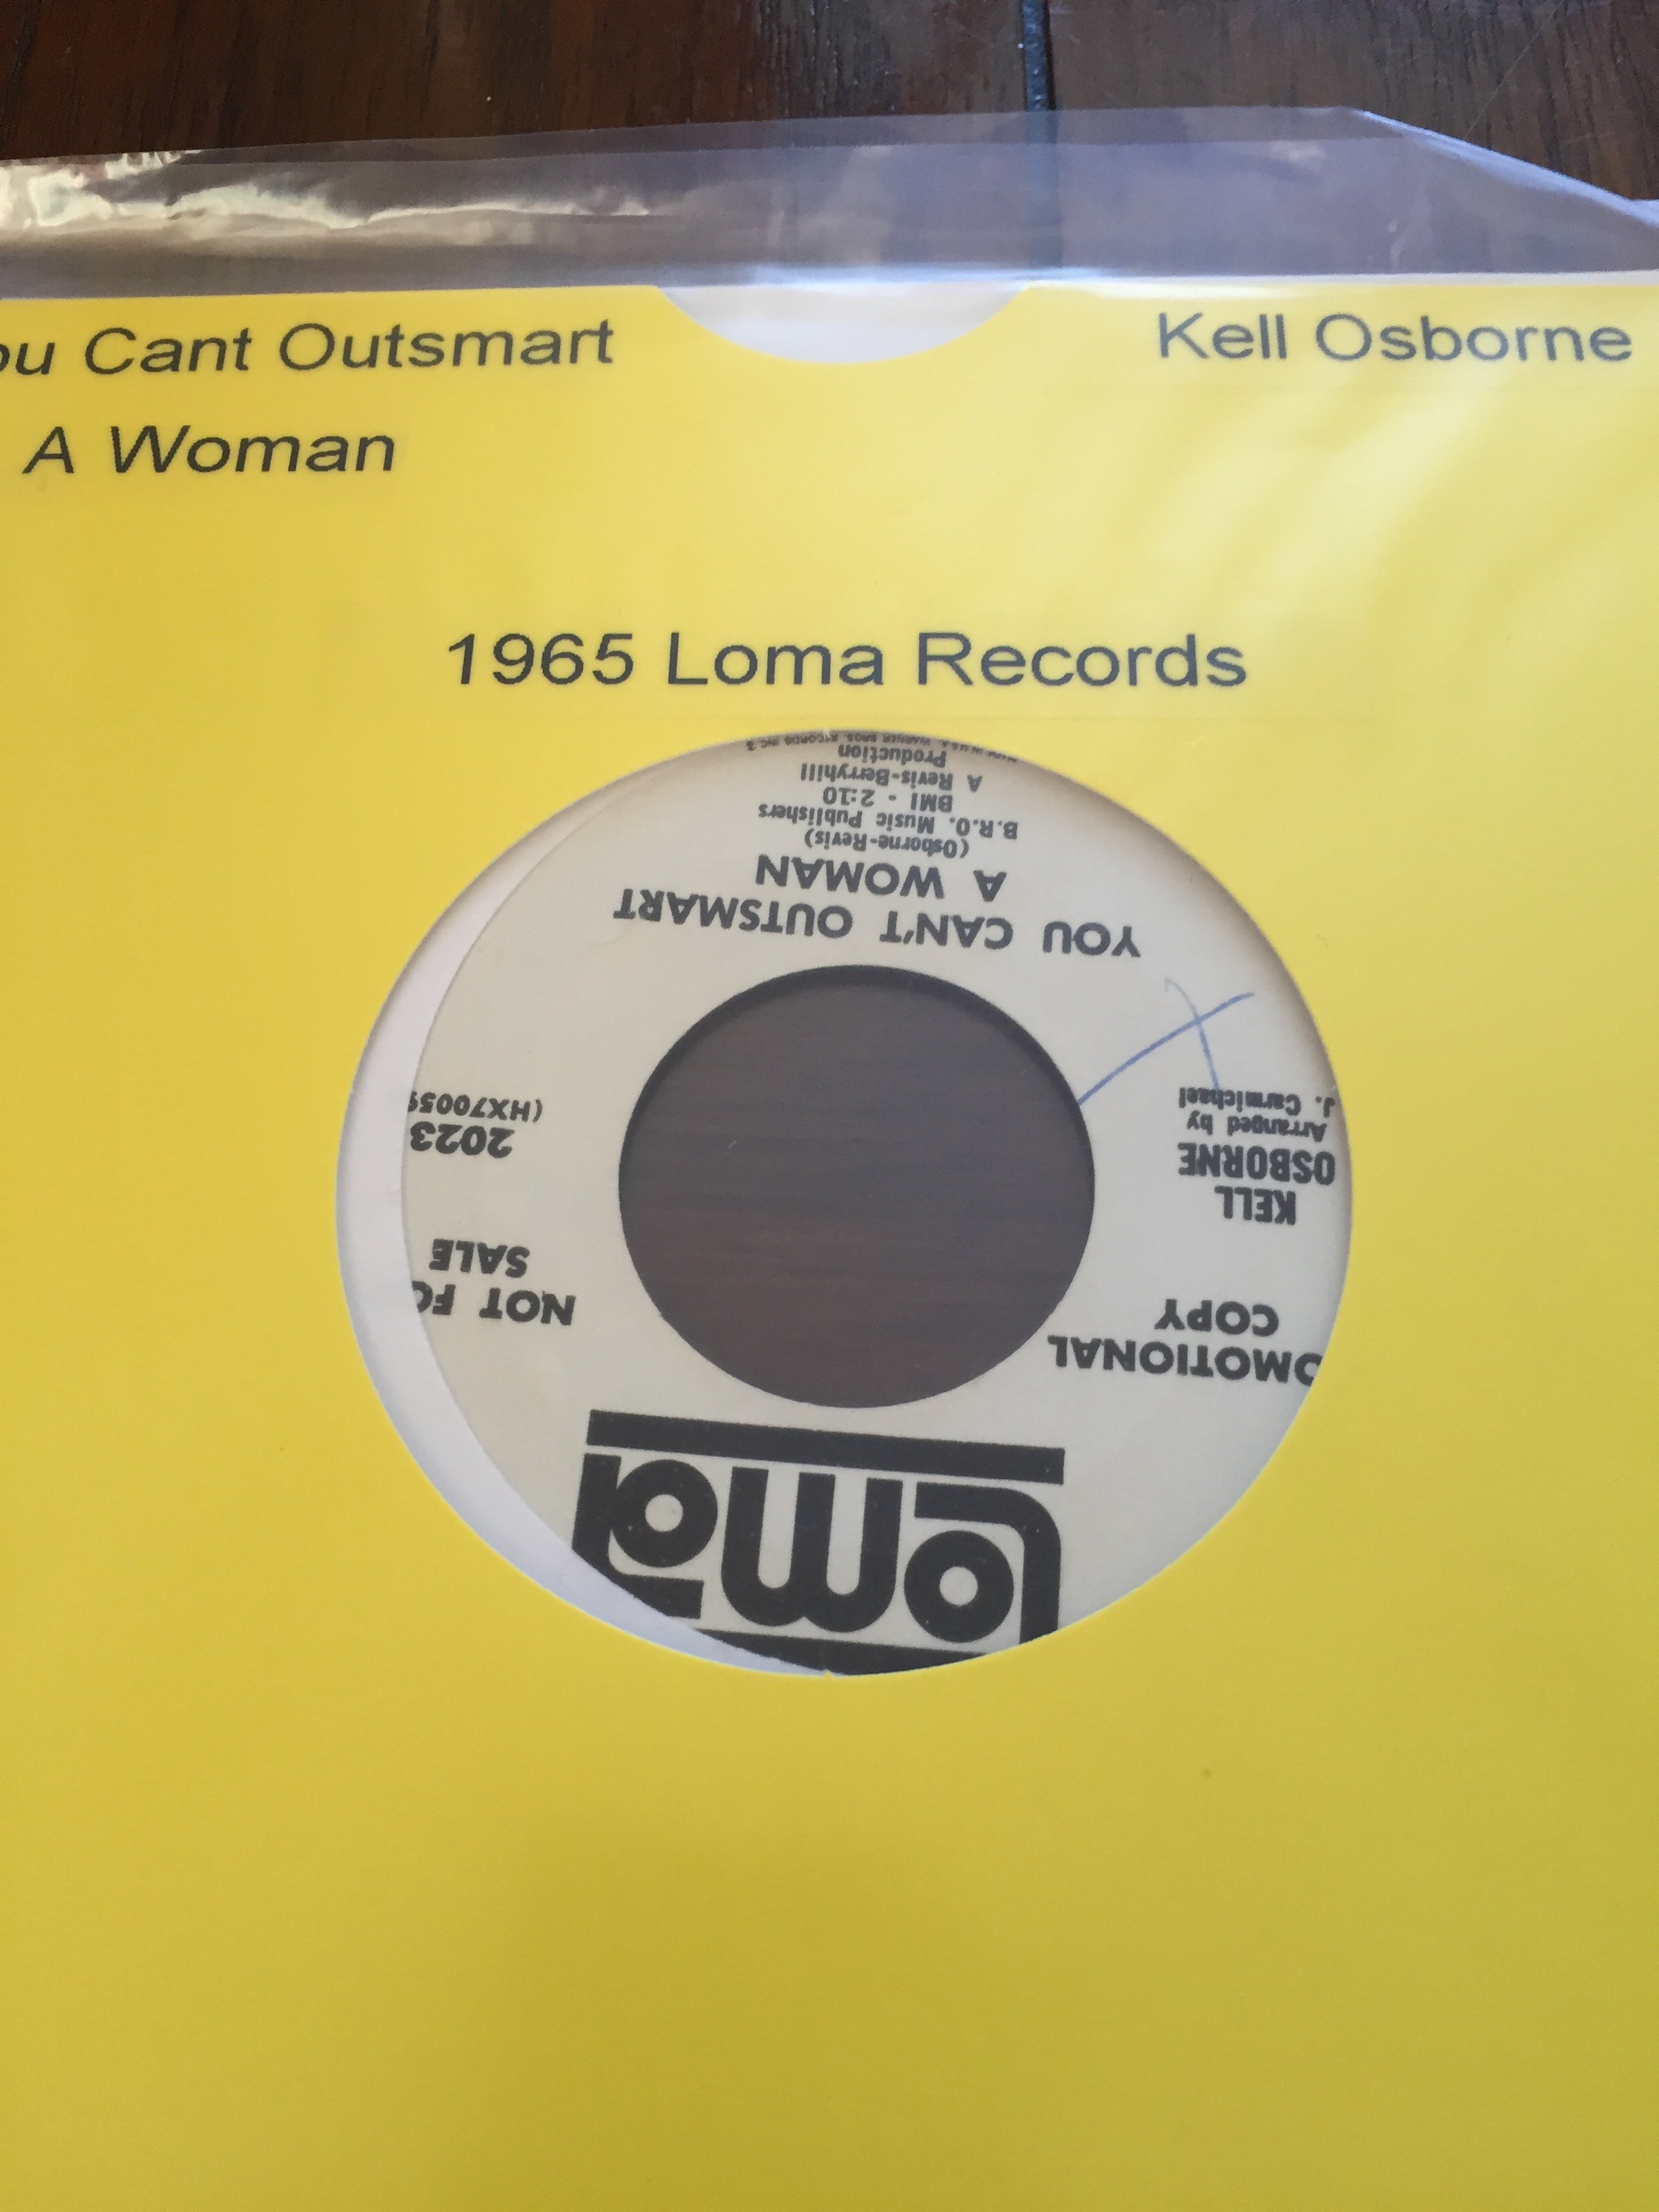 ou Cant Outsmart
A Woman
Kell Osborne
1965 Loma Records
Loma
OMOTIONAL
COPY
NOT FO
SALE
KELL
OSBORNE
Arranged by
J. Carmichael
2023
(HX70059
YOU CAN'T OUTSMART
A WOMAN
(Osborne-Revis)
B.R.O. Music Publishers
BMI - 2:10
A Revis-Berryhill
Production